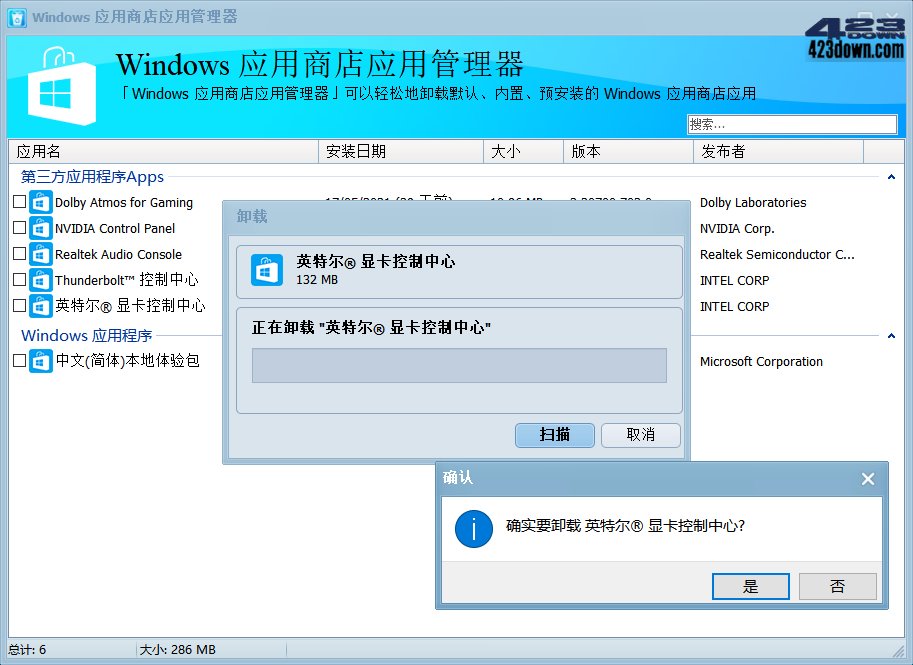 Windows 应用商店应用管理器
423
DOWN
423down.com
Windows 应用商店应用管理器
「Windows 应用商店应用管理器」可以轻松地卸载默认、内置、预安装的 Windows 应用商店应用
搜索...
应用名 安装日期 大小 版本 发布者
第三方应用程序Apps
Dolby Atmos for Gaming Dolby Laboratories
NVIDIA Control Panel NVIDIA Corp.
Realtek Audio Console Realtek Semiconductor C...
Thunderbolt™ 控制中心 INTEL CORP
英特尔® 显卡控制中心 INTEL CORP
Windows 应用程序
中文(简体)本地体验包 Microsoft Corporation
卸载
英特尔® 显卡控制中心
132 MB
正在卸载 "英特尔® 显卡控制中心"
扫描 取消
确认
确实要卸载 英特尔® 显卡控制中心?
是 否
总计: 6 大小: 286 MB